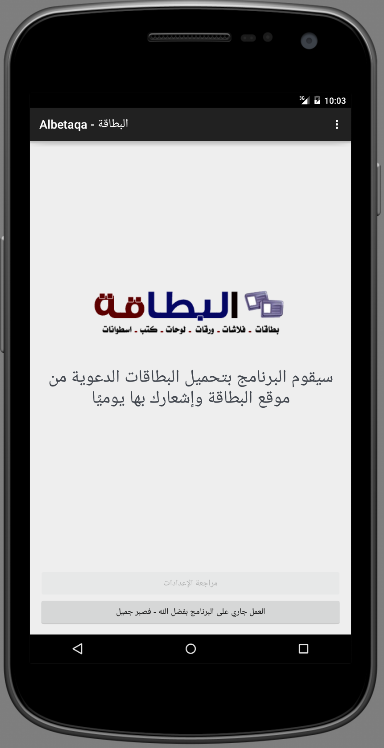 10:03
Albetaqa - البطاقة
البطاقة
بطاقات ـ فلاشات ـ ورقات ـ لوحات ـ كتب ـ اسطوانات
سيقوم البرنامج بتحميل البطاقات الدعوية من
موقع البطاقة وإشعارك بها يوميًا
مراجعة الإعدادات
العمل جاري على البرنامج بفضل الله - فصبر جميل